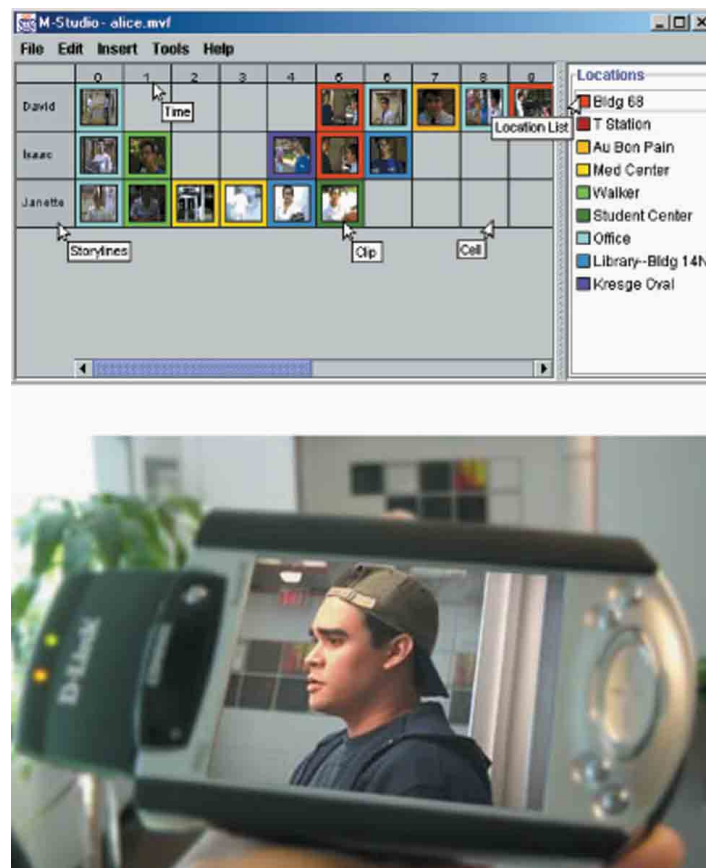 M-Studio - alice.mvf
File Edit Insert Tools Help
0 1 2 3 4 5 6 7 8 9
Locations
David
Time
Location List
Bldg 68
T Station
Isaac
Au Bon Pain
Med Center
Janette
Walker
Student Center
Storylines
Clip
Cell
Office
Library--Bldg 14N
Kresge Oval
D-Link